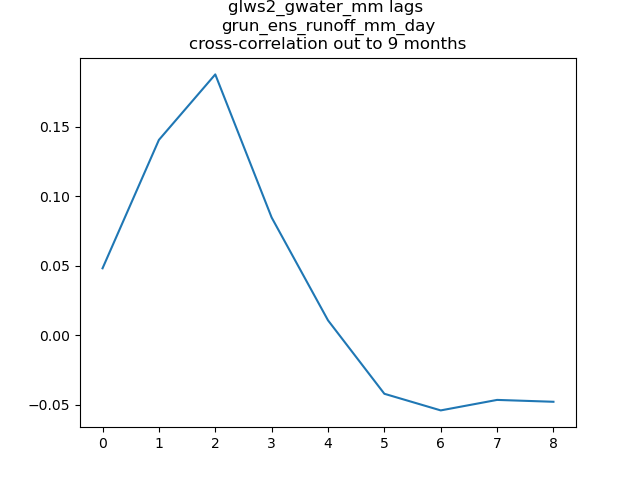 glws2_gwater_mm lags
grun_ens_runoff_mm_day
cross-correlation out to 9 months
0.15
0.10
0.05
0.00
−0.05
0 1 2 3 4 5 6 7 8